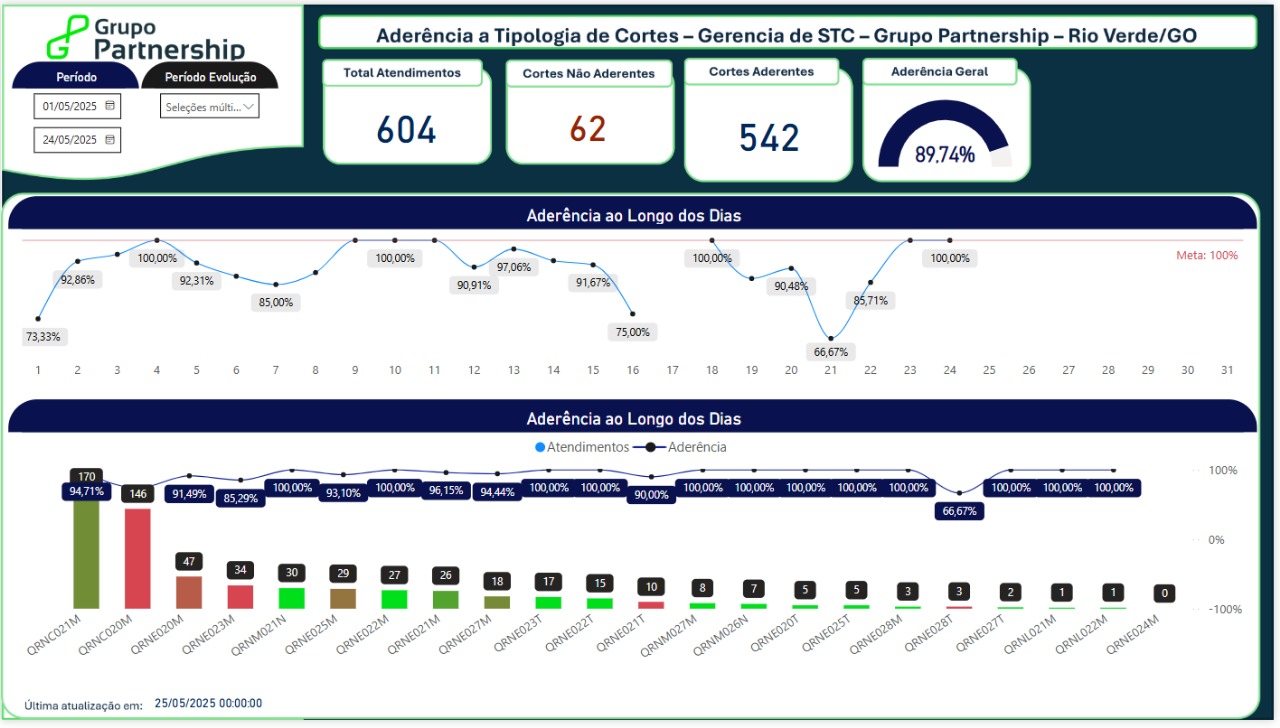 Grupo
Partnership
Aderência a Tipologia de Cortes – Gerencia de STC – Grupo Partnership – Rio Verde/GO
Período
Período Evolução
01/05/2025
Seleções múlti...
24/05/2025
Total Atendimentos
604
Cortes Não Aderentes
62
Cortes Aderentes
542
Aderência Geral
89,74%
Aderência ao Longo dos Dias
Meta: 100%
73,33%
92,86%
100,00%
92,31%
85,00%
100,00%
90,91%
97,06%
91,67%
75,00%
100,00%
90,48%
66,67%
85,71%
100,00%
1 2 3 4 5 6 7 8 9 10 11 12 13 14 15 16 17 18 19 20 21 22 23 24 25 26 27 28 29 30 31
Aderência ao Longo dos Dias
Atendimentos Aderência
100%
0%
-100%
94,71% 91,49% 85,29% 100,00% 93,10% 100,00% 96,15% 94,44% 100,00% 100,00% 90,00% 100,00% 100,00% 100,00% 100,00% 100,00% 66,67% 100,00% 100,00% 100,00%
170 146 47 34 30 29 27 26 18 17 15 10 8 7 5 5 3 3 2 1 1 0
QRNC021M QRNC020M QRNE020M QRNE023M QRNM021N QRNE025M QRNE022M QRNE021M QRNE027M QRNE023T QRNE022T QRNE021T QRNM027M QRNM026N QRNE020T QRNE025T QRNE028M QRNE028T QRNE027T QRNL021M QRNL022M QRNE024M
Última atualização em: 25/05/2025 00:00:00